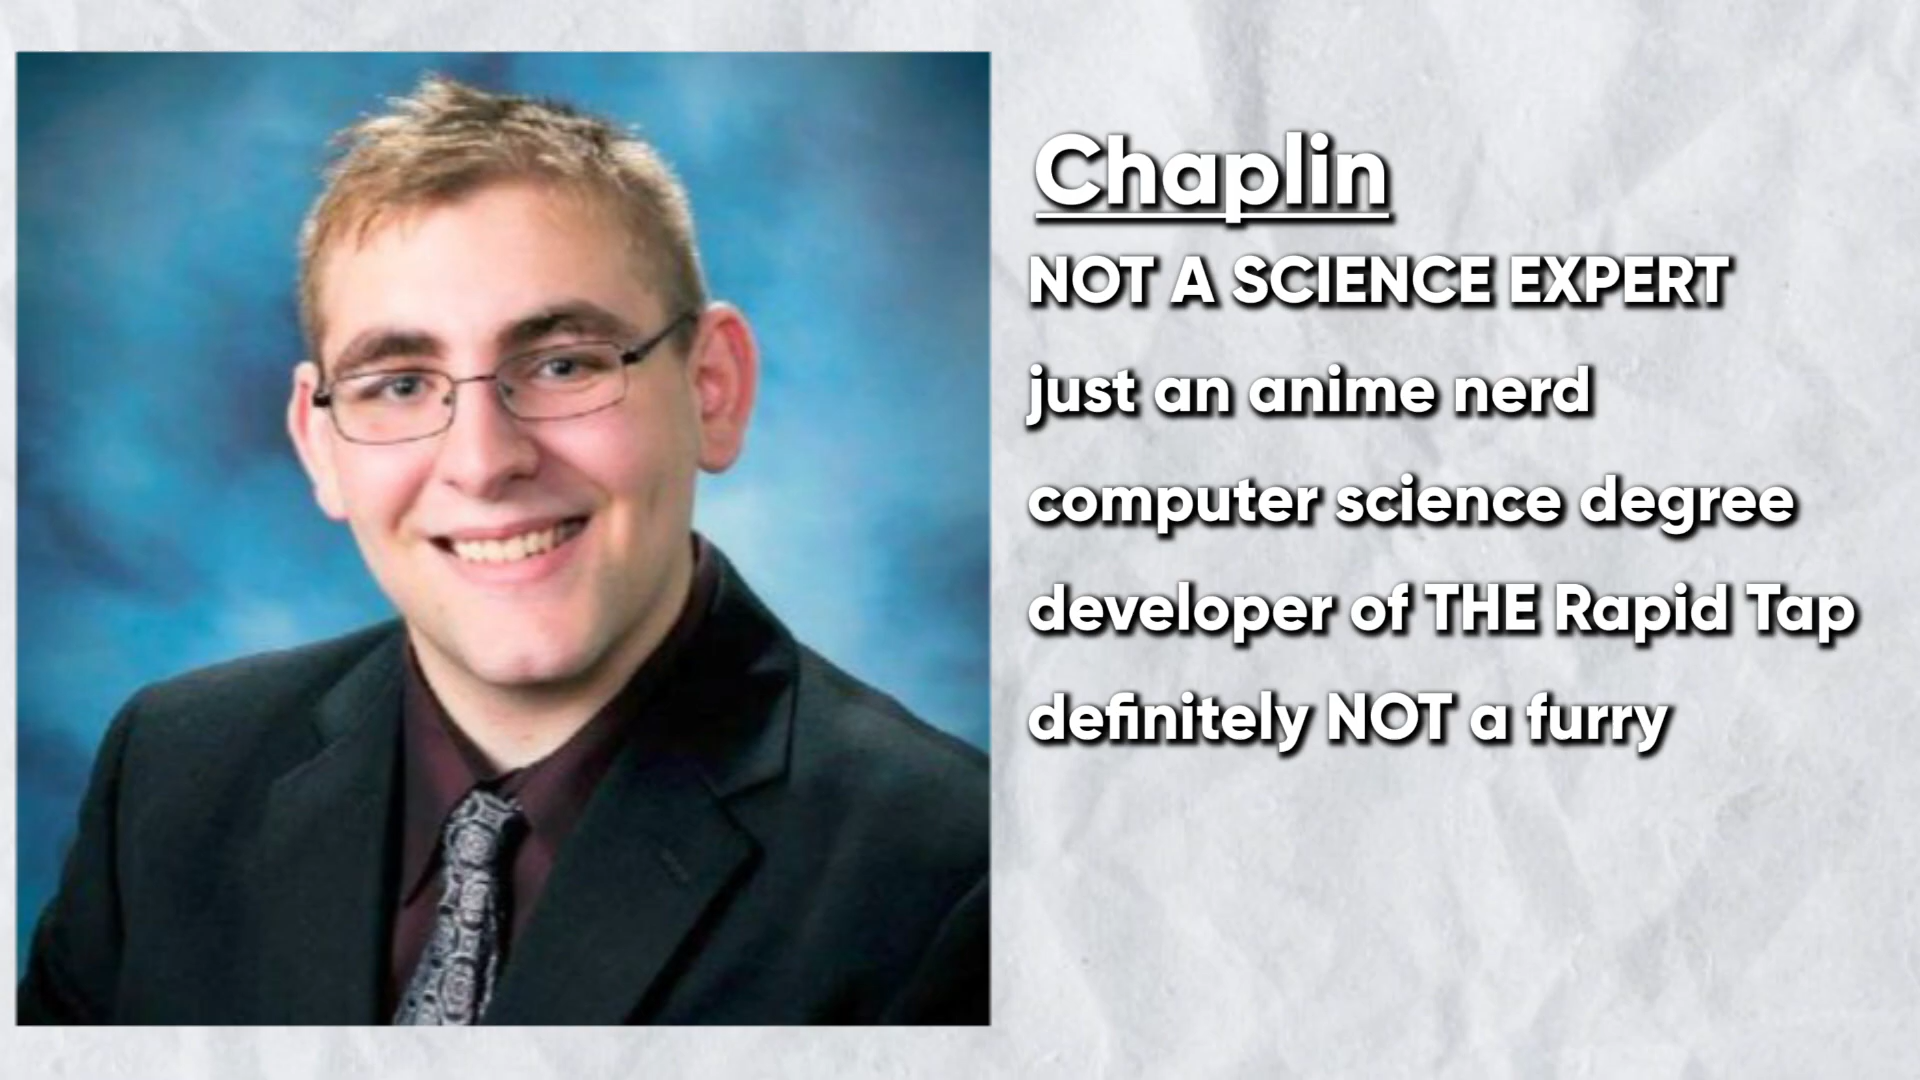 Chaplin
NOT A SCIENCE EXPERT
just an anime nerd
computer science degree
developer of THE Rapid Tap
definitely NOT a furry